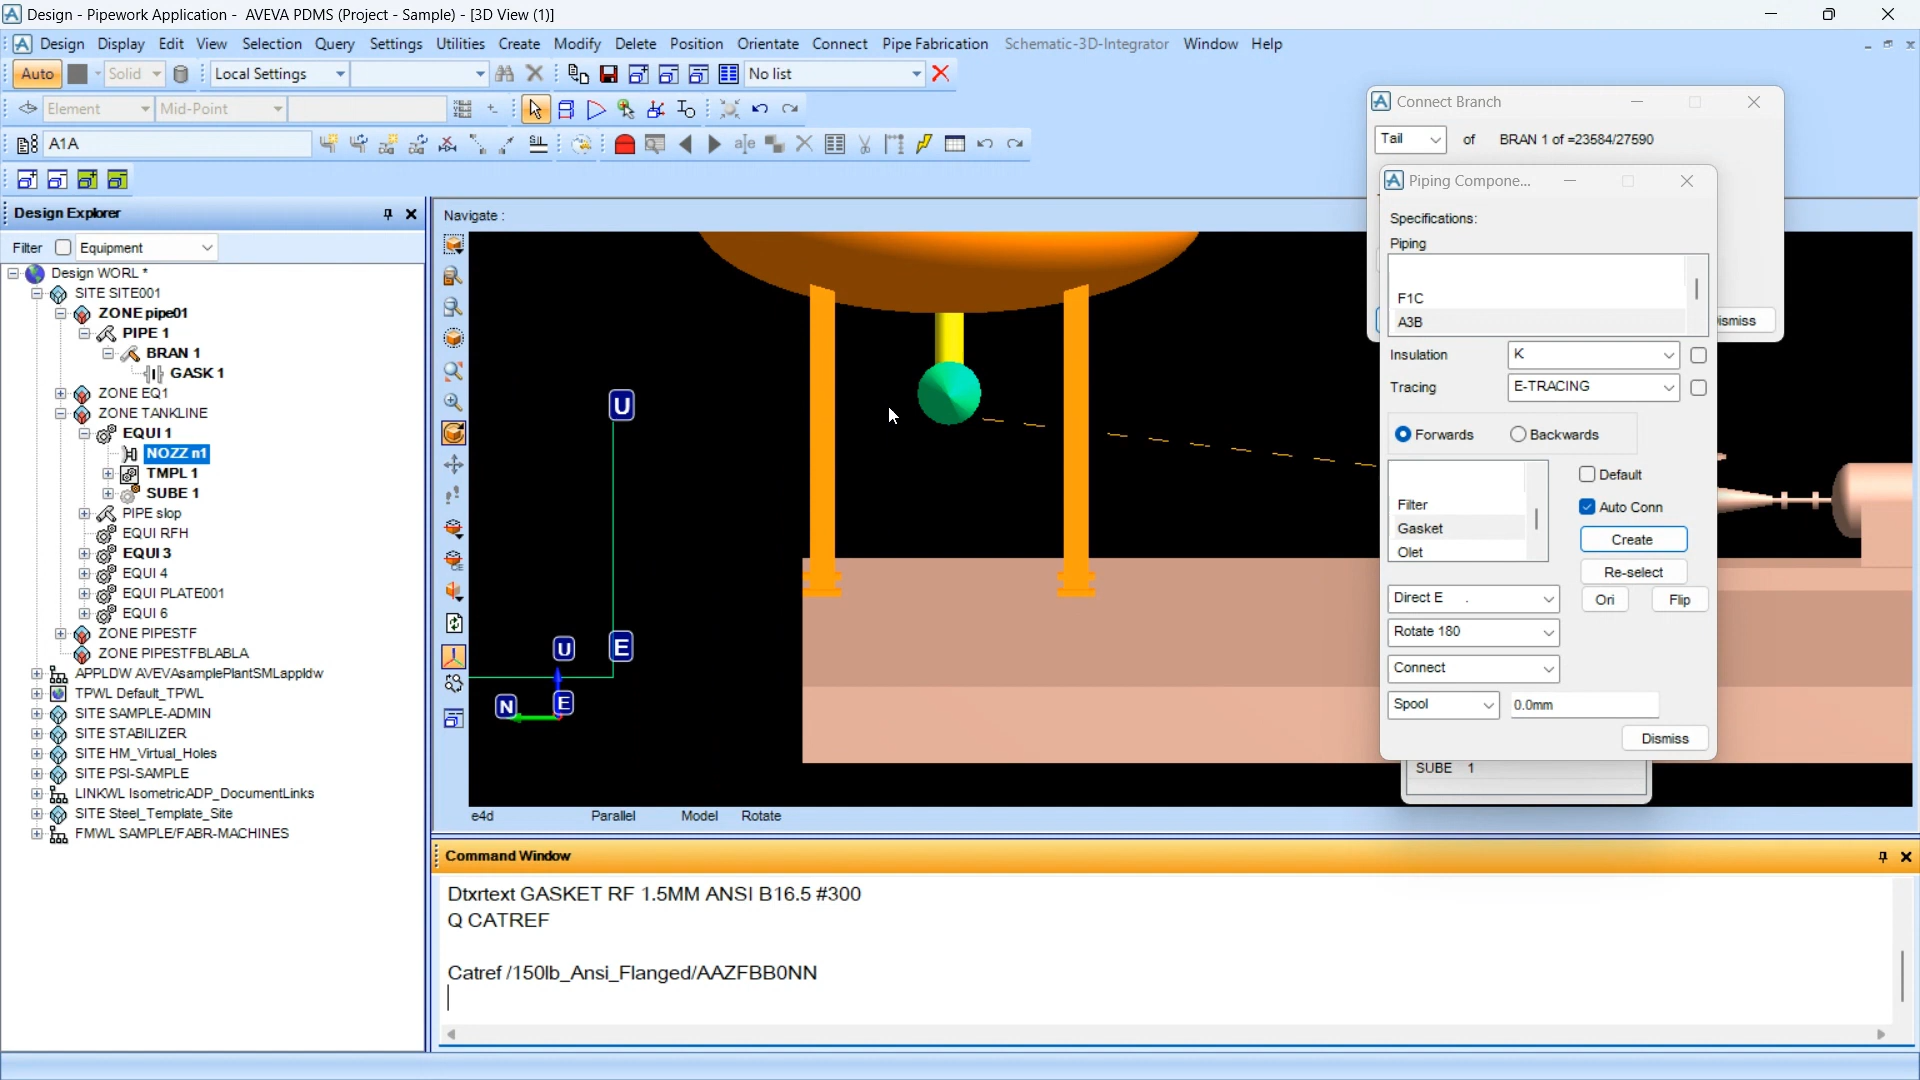 Design - Pipework Application - AVEVA PDMS (Project - Sample) - [3D View (1)]
Design Display Edit View Selection Query Settings Utilities Create Modify Delete Position Orientate Connect Pipe Fabrication Schematic-3D-Integrator Window Help
Auto Solid Local Settings No list
Element Mid-Point
A1A
Design Explorer
Filter Equipment
Design WORL *
SITE SITE001
ZONE pipe01
PIPE 1
BRAN 1
GASK 1
ZONE EQ1
ZONE TANKLINE
EQUI 1
NOZZ n1
TMPL 1
SUBE 1
PIPE slop
EQUI RFH
EQUI 3
EQUI 4
EQUI PLATE001
EQUI 6
ZONE PIPESTF
ZONE PIPESTFBLABLA
APPLDW AVEVAsamplePlantSMLappldw
TPWL Default_TPWL
SITE SAMPLE-ADMIN
SITE STABILIZER
SITE HM_Virtual_Holes
SITE PSI-SAMPLE
LINKWL IsometricADP_DocumentLinks
SITE Steel_Template_Site
FMWL SAMPLE/FABR-MACHINES
Navigate :
U
E
U
N
E
e4d Parallel Model Rotate
Connect Branch
Tail of BRAN 1 of =23584/27590
ismiss
Piping Compone...
Specifications:
Piping
F1C
A3B
Insulation K
Tracing E-TRACING
Forwards Backwards
Filter
Gasket
Olet
Default
Auto Conn
Create
Re-select
Direct E Ori Flip
Rotate 180
Connect
Spool 0.0mm
Dismiss
SUBE 1
Command Window
Dtxrtext GASKET RF 1.5MM ANSI B16.5 #300
Q CATREF
Catref /150lb_Ansi_Flanged/AAZFBB0NN